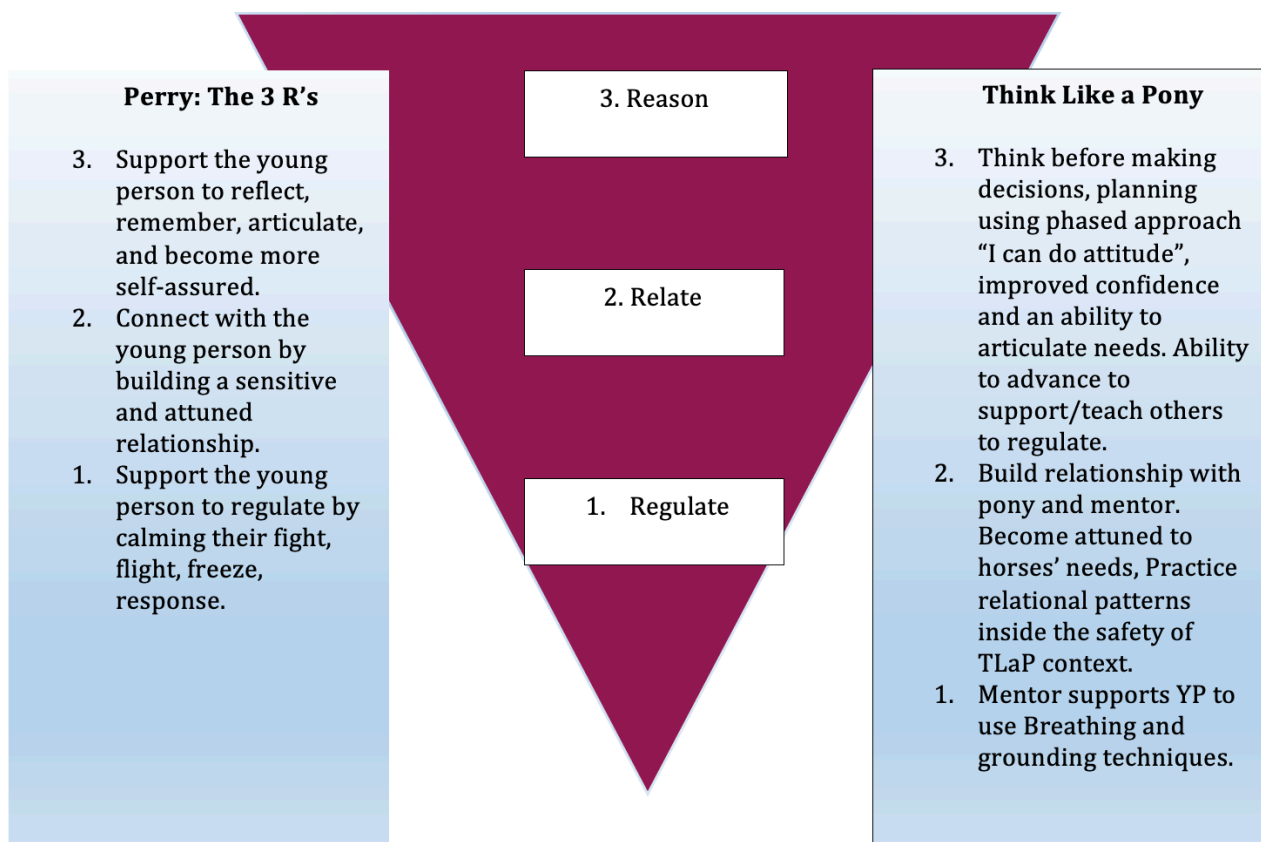 Perry: The 3 R’s
3. Support the young
person to reflect,
remember, articulate,
and become more
self-assured.
2. Connect with the
young person by
building a sensitive
and attuned
relationship.
1. Support the young
person to regulate by
calming their fight,
flight, freeze,
response.
3. Reason
2. Relate
1. Regulate
Think Like a Pony
3. Think before making
decisions, planning
using phased approach
“I can do attitude”,
improved confidence
and an ability to
articulate needs. Ability
to advance to
support/teach others
to regulate.
2. Build relationship with
pony and mentor.
Become attuned to
horses’ needs, Practice
relational patterns
inside the safety of
TLaP context.
1. Mentor supports YP to
use Breathing and
grounding techniques.